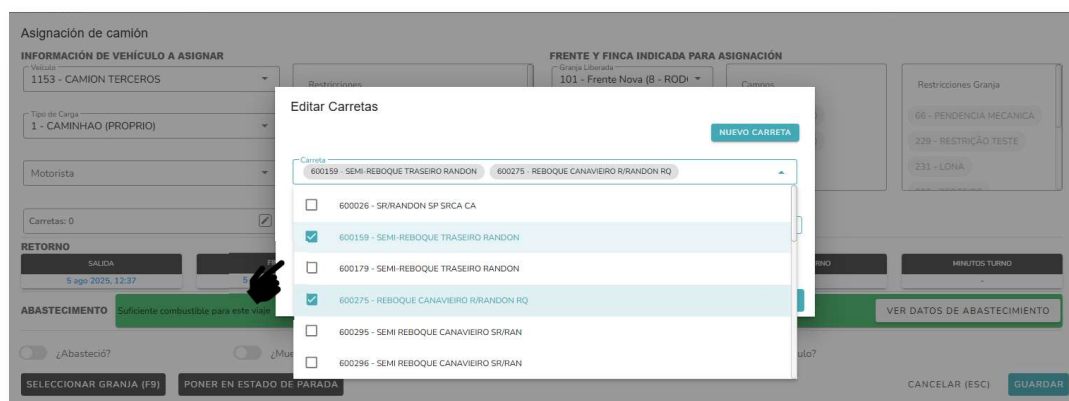 Asignación de camión
INFORMACIÓN DE VEHÍCULO A ASIGNAR
FRENTE Y FINCA INDICADA PARA ASIGNACIÓN
Veículo
1153 - CAMION TERCEROS
Restricciones
Granja Liberada
101 - Frente Nova (8 - ROD
Campos
Restricciones Granja
66 - PENDENCIA MECANICA
229 - RESTRIÇÃO TESTE
231 - LONA
Tipo de Carga
1 - CAMINHAO (PROPRIO)
Motorista
Carretas: 0
Editar Carretas
NUEVO CARRETA
Carreta
600159 - SEMI-REBOQUE TRASEIRO RANDON
600275 - REBOQUE CANAVIEIRO R/RANDON RQ
600026 - SR/RANDON SP SRCA CA
600159 - SEMI-REBOQUE TRASEIRO RANDON
600179 - SEMI-REBOQUE TRASEIRO RANDON
600275 - REBOQUE CANAVIEIRO R/RANDON RQ
600295 - SEMI REBOQUE CANAVIEIRO SR/RAN
600296 - SEMI REBOQUE CANAVIEIRO SR/RAN
RETORNO
SALIDA
5 ago 2025, 12:37
MINUTOS TURNO
-
ABASTECIMENTO
Suficiente combustible para este viaje
VER DATOS DE ABASTECIMIENTO
¿Abasteció?
SELECCIONAR GRANJA (F9)
PONER EN ESTADO DE PARADA
CANCELAR (ESC)
GUARDAR